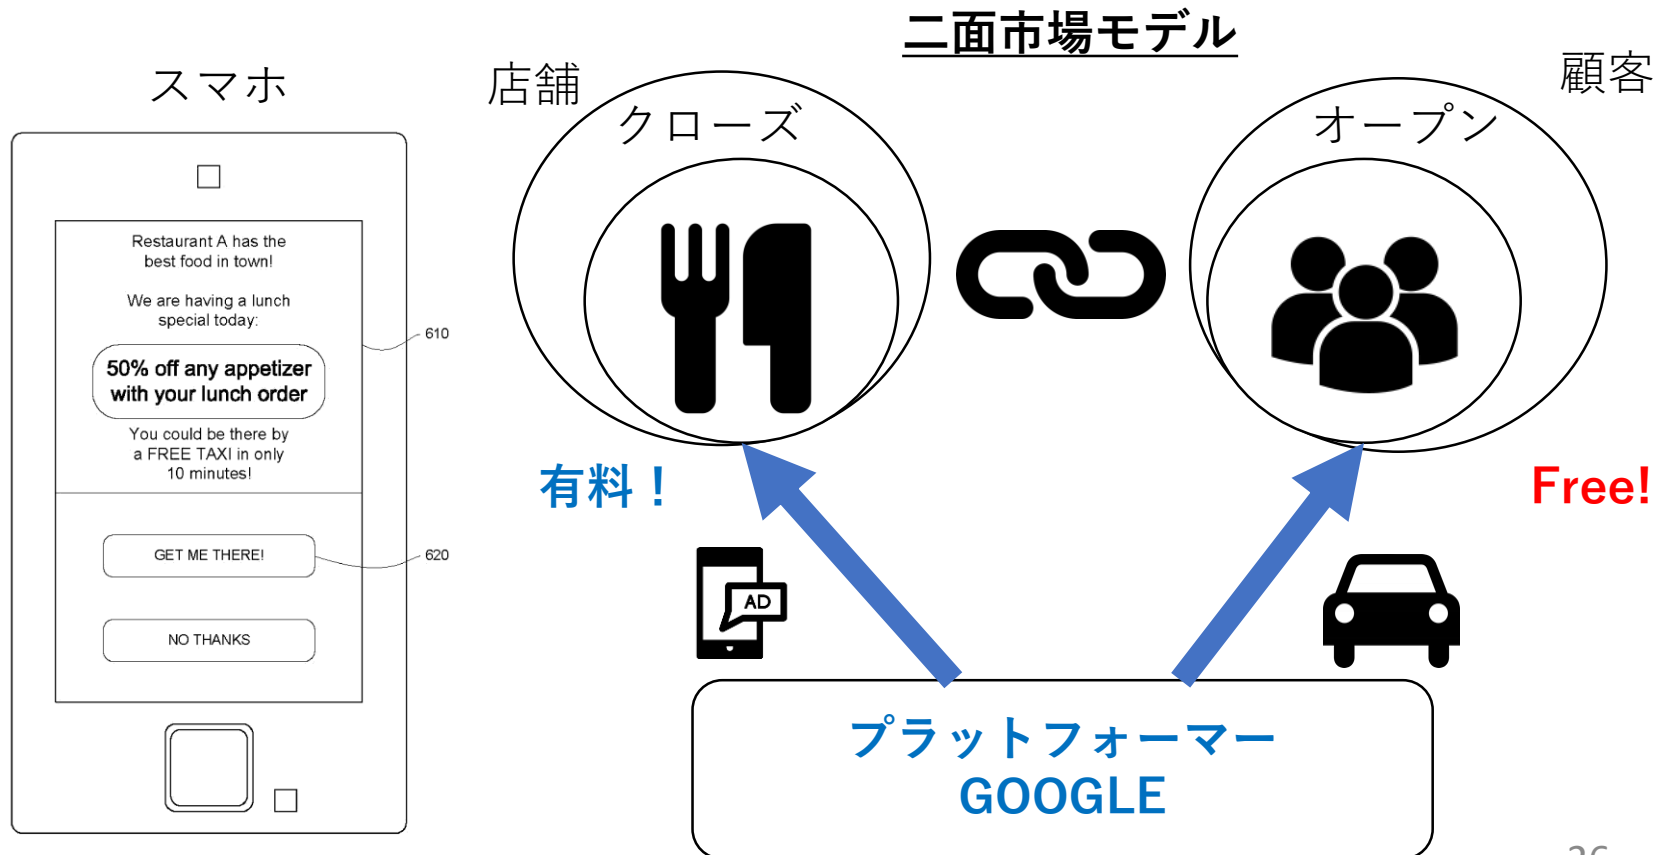 二面市場モデル
スマホ
店舗
顧客
クローズ
オープン
Restaurant A has the
best food in town!
We are having a lunch
special today:
610
50% off any appetizer
with your lunch order
You could be there by
a FREE TAXI in only
10 minutes!
有料！
Free!
GET ME THERE!
620
AD
NO THANKS
プラットフォーマー
GOOGLE